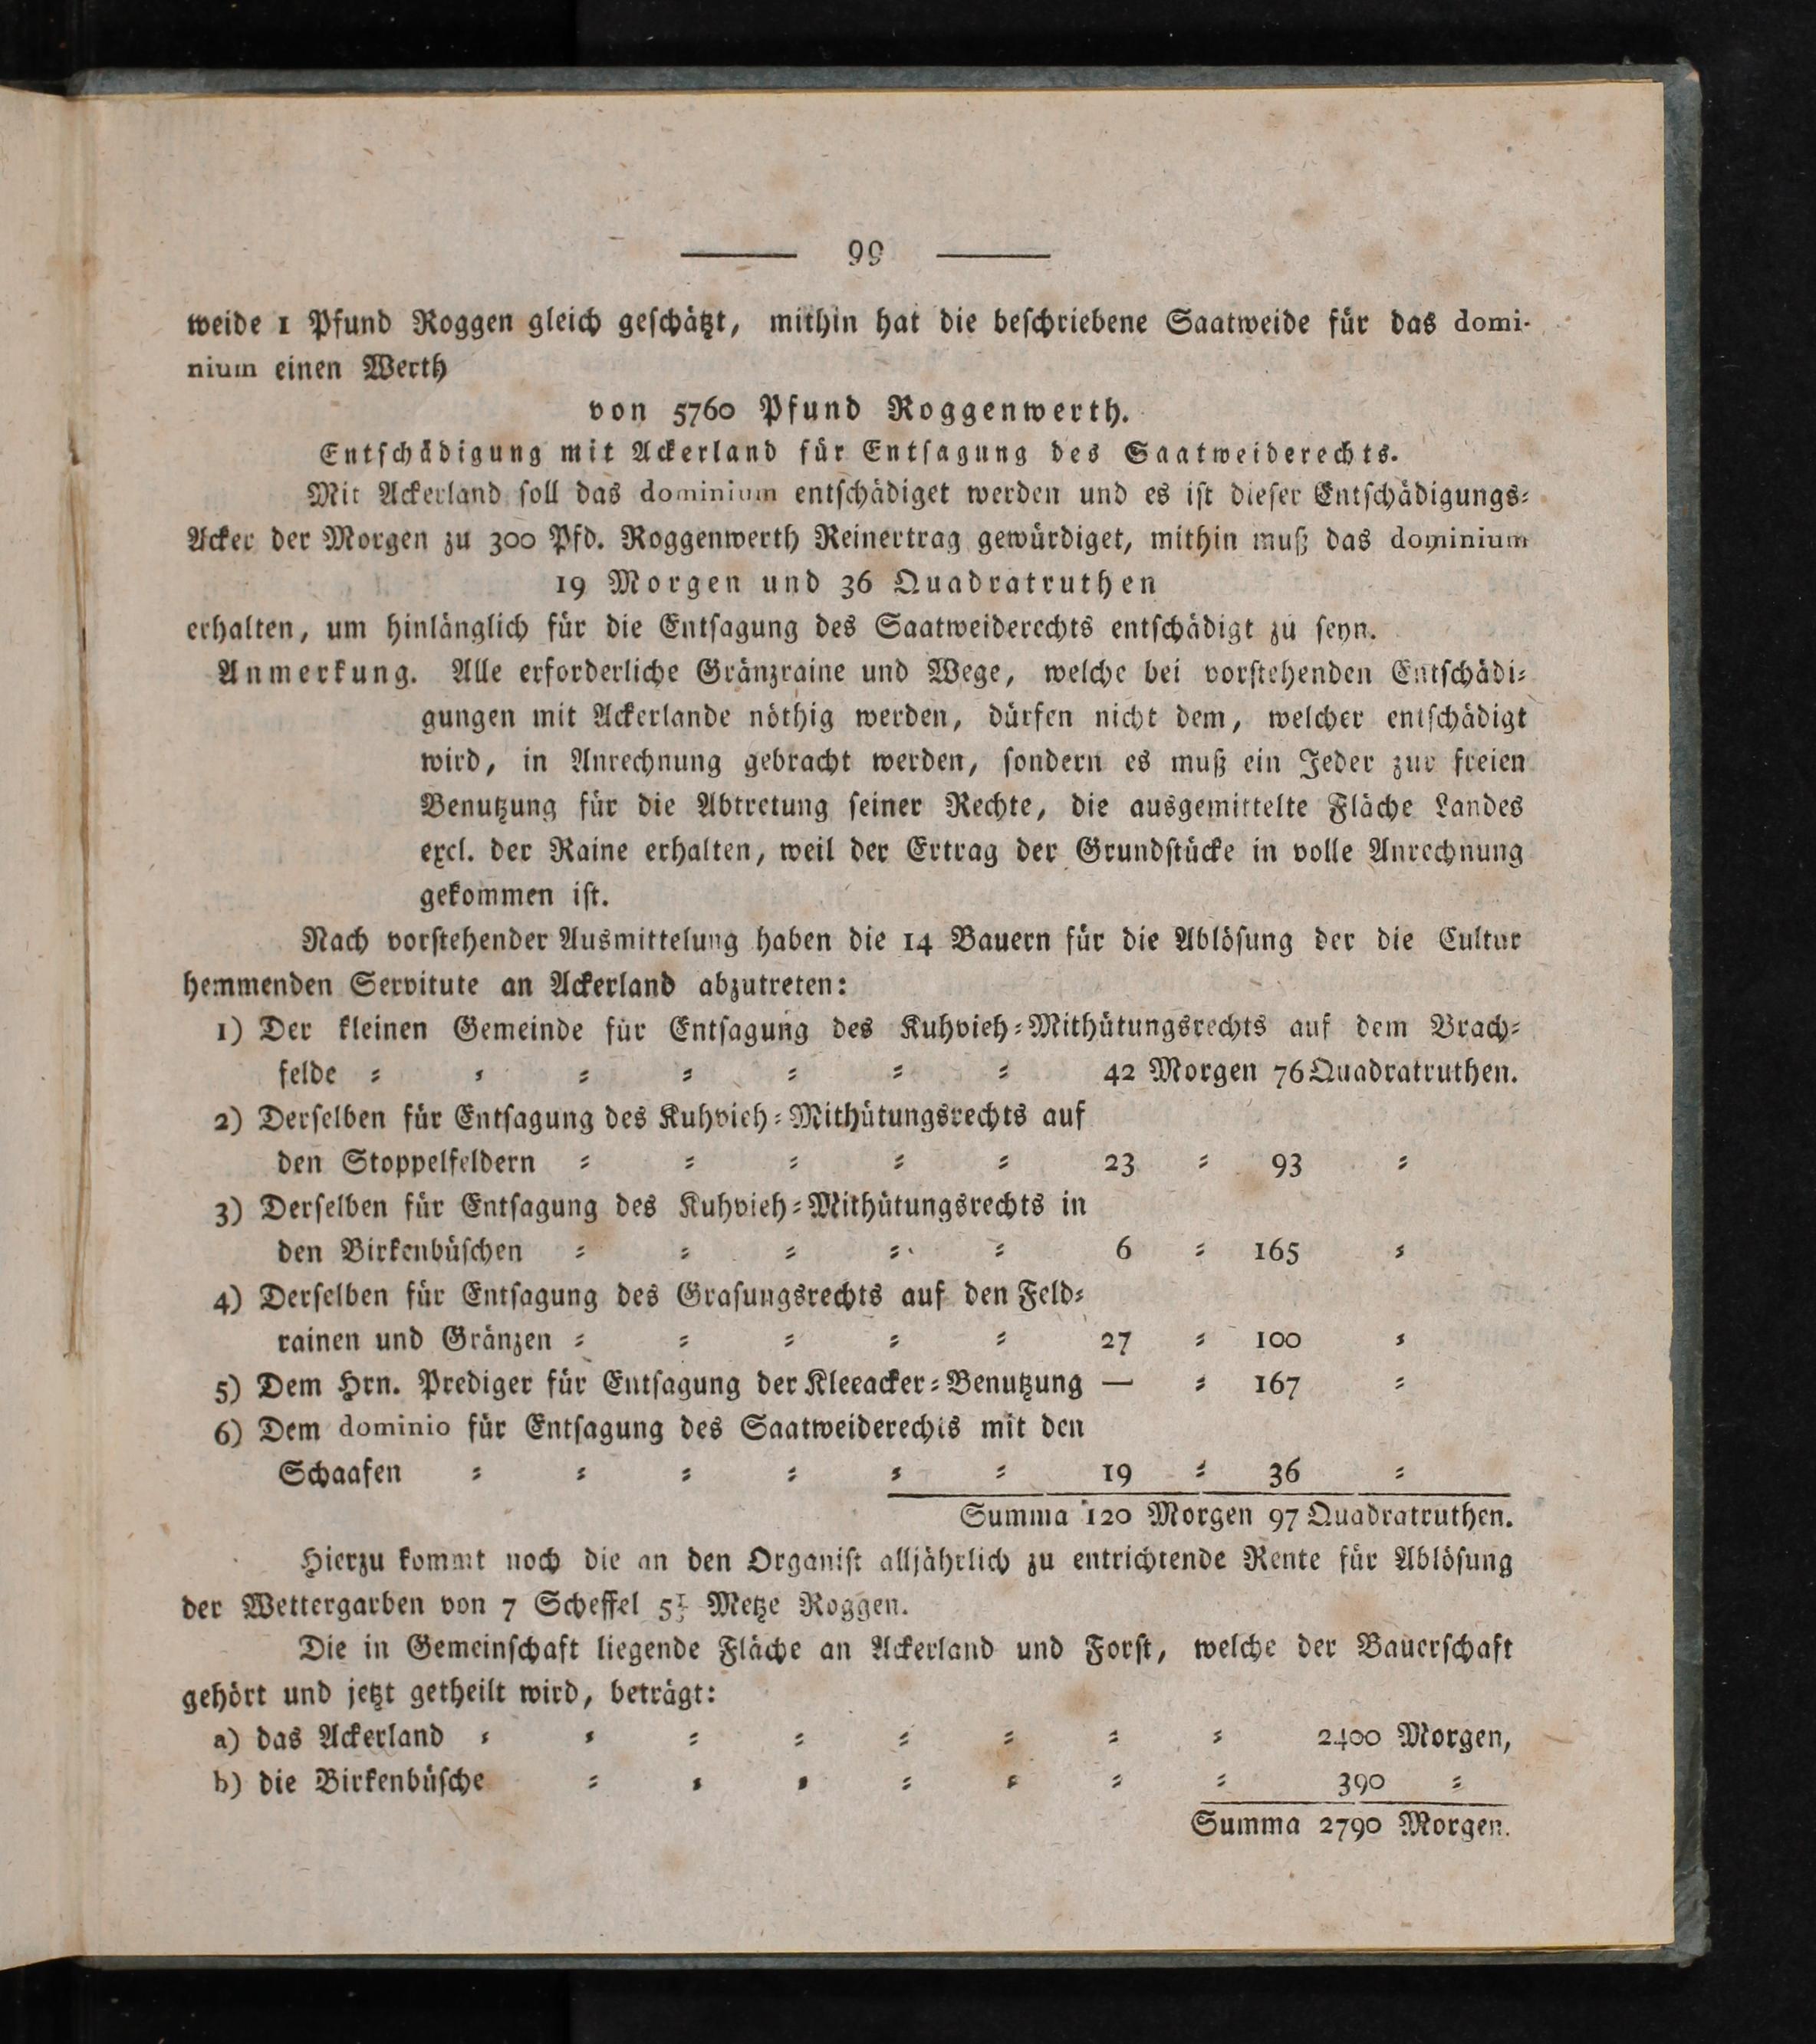 99
weide 1 Pfund Roggen gleich geschätzt, mithin hat die beschriebene Saatweide für das domi-
nium einen Werth
von 5760 Pfund Roggenwerth.
Entschädigung mit Ackerland für Entsagung des Saatweiderechts.
Mit Ackerland soll das dominium entschädiget werden und es ist dieser Entschädigungs-
Acker der Morgen zu 300 Pfd. Roggenwerth Reinertrag gewürdiget, mithin muß das dominium
19 Morgen und 36 Quadratruthen
erhalten, um hinlänglich für die Entsagung des Saatweiderechts entschädigt zu seyn.
Anmerkung. Alle erforderliche Gränzraine und Wege, welche bei vorstehenden Entschädi-
gungen mit Ackerlande nöthig werden, dürfen nicht dem, welcher entschädigt
wird, in Anrechnung gebracht werden, sondern es muß ein Jeder zur freien
Benutzung für die Abtretung seiner Rechte, die ausgemittelte Fläche Landes
excl. der Raine erhalten, weil der Ertrag der Grundstücke in volle Anrechnung
gekommen ist.
Nach vorstehender Ausmittelung haben die 14 Bauern für die Ablösung der die Cultur
hemmenden Servitute an Ackerland abzutreten:
1) Der kleinen Gemeinde für Entsagung des Kuhvieh-Mithütungsrechts auf dem Brach-
felde = = = = = = = 42 Morgen 76 Quadratruthen.
2) Derselben für Entsagung des Kuhvieh-Mithütungsrechts auf
den Stoppelfeldern = = = = = 23 = 93 =
3) Derselben für Entsagung des Kuhvieh-Mithütungsrechts in
den Birkenbüschen = = = = = 6 = 165 =
4) Derselben für Entsagung des Grasungsrechts auf den Feld-
rainen und Gränzen = = = = = 27 = 100 =
5) Dem Hrn. Prediger für Entsagung der Kleeacker-Benutzung — = 167 =
6) Dem dominio für Entsagung des Saatweiderechts mit den
Schaafen = = = = = = 19 = 36 =
Summa 120 Morgen 97 Quadratruthen.
Hierzu kommt noch die an den Organist alljährlich zu entrichtende Rente für Ablösung
der Wettergarben von 7 Scheffel Metze Roggen.
Die in Gemeinschaft liegende Fläche an Ackerland und Forst, welche der Bauerschaft
gehört und jetzt getheilt wird, beträgt:
a) das Ackerland = = = = = = = = 2400 Morgen,
b) die Birkenbüsche = = = = = = = 390 =
Summa 2790 Morgen.